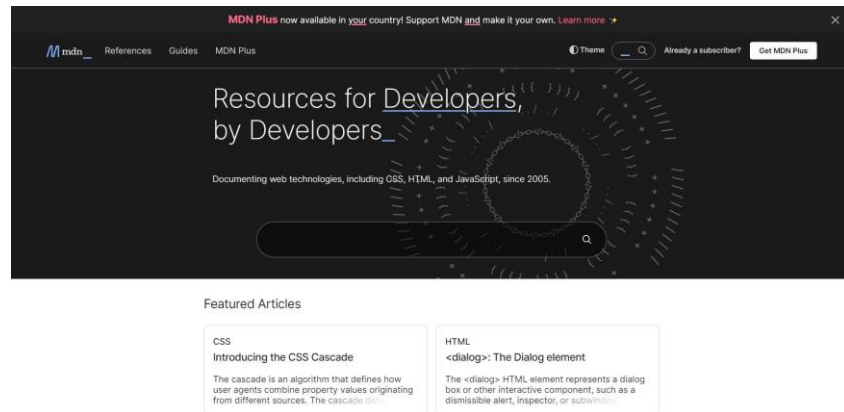 MDN Plus now available in your country! Support MDN and make it your own. Learn more ✨
mdn_ References Guides MDN Plus Theme Already a subscriber? Get MDN Plus
Resources for Developers,
by Developers_
Documenting web technologies, including CSS, HTML, and JavaScript, since 2005.
Featured Articles
CSS
Introducing the CSS Cascade
The cascade is an algorithm that defines how
user agents combine property values originating
from different sources. The cascade
HTML
<dialog>: The Dialog element
The <dialog> HTML element represents a dialog
box or other interactive component, such as a
dismissible alert, inspector, or